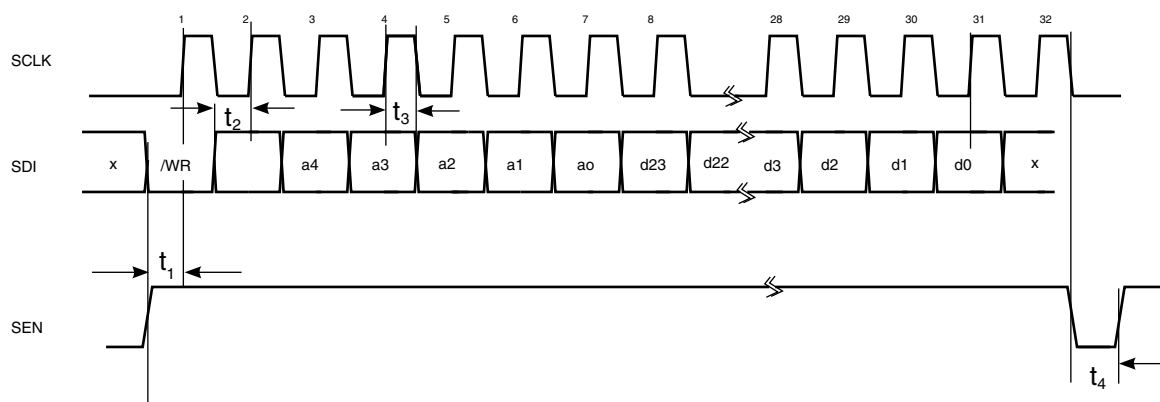 1 2 3 4 5 6 7 8 28 29 30 31 32
SCLK
t2 t3
SDI x /WR a4 a3 a2 a1 ao d23 d22 d3 d2 d1 d0 x
t1
SEN
t4